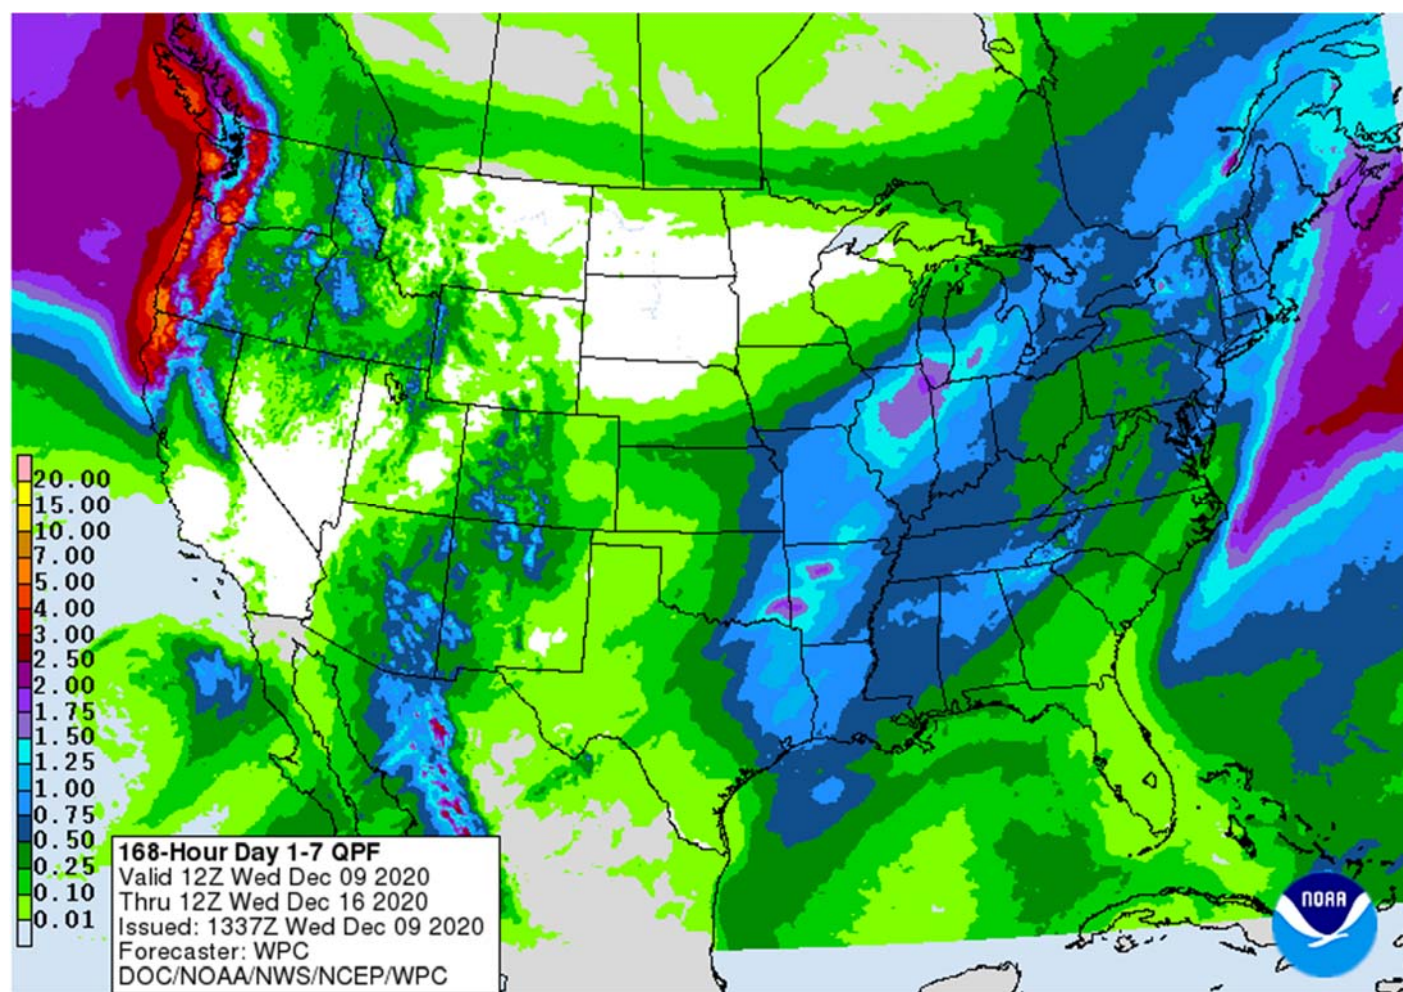 20.00
15.00
10.00
7.00
5.00
4.00
3.00
2.50
2.00
1.75
1.50
1.25
1.00
0.75
0.50
0.25
0.10
0.01
168-Hour Day 1-7 QPF
Valid 12Z Wed Dec 09 2020
Thru 12Z Wed Dec 16 2020
Issued: 1337Z Wed Dec 09 2020
Forecaster: WPC
DOC/NOAA/NWS/NCEP/WPC
NOAA